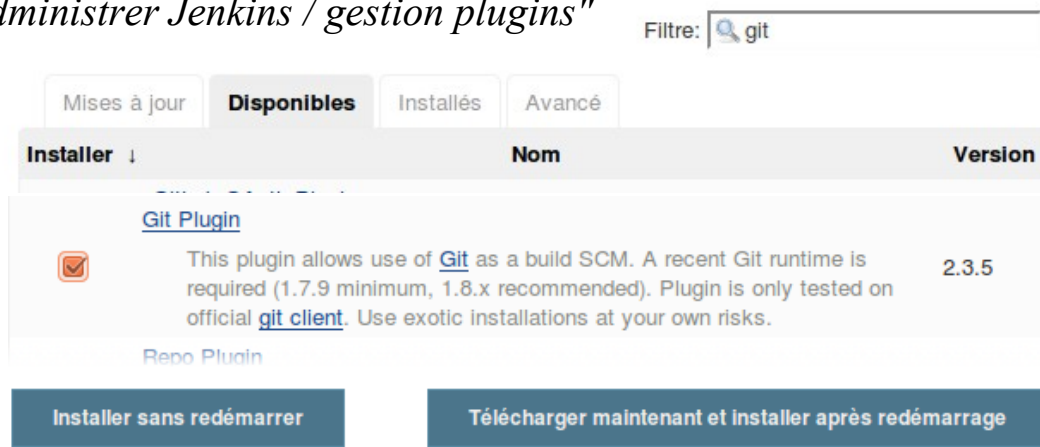 Jenkins / gestion plugins"
Filtre: git
Mises à jour Disponibles Installés Avancé
Installer ↓ Nom Version
Git Plugin
This plugin allows use of Git as a build SCM. A recent Git runtime is
required (1.7.9 minimum, 1.8.x recommended). Plugin is only tested on
official git client. Use exotic installations at your own risks.
2.3.5
Repo Plugin
Installer sans redémarrer
Télécharger maintenant et installer après redémarrage